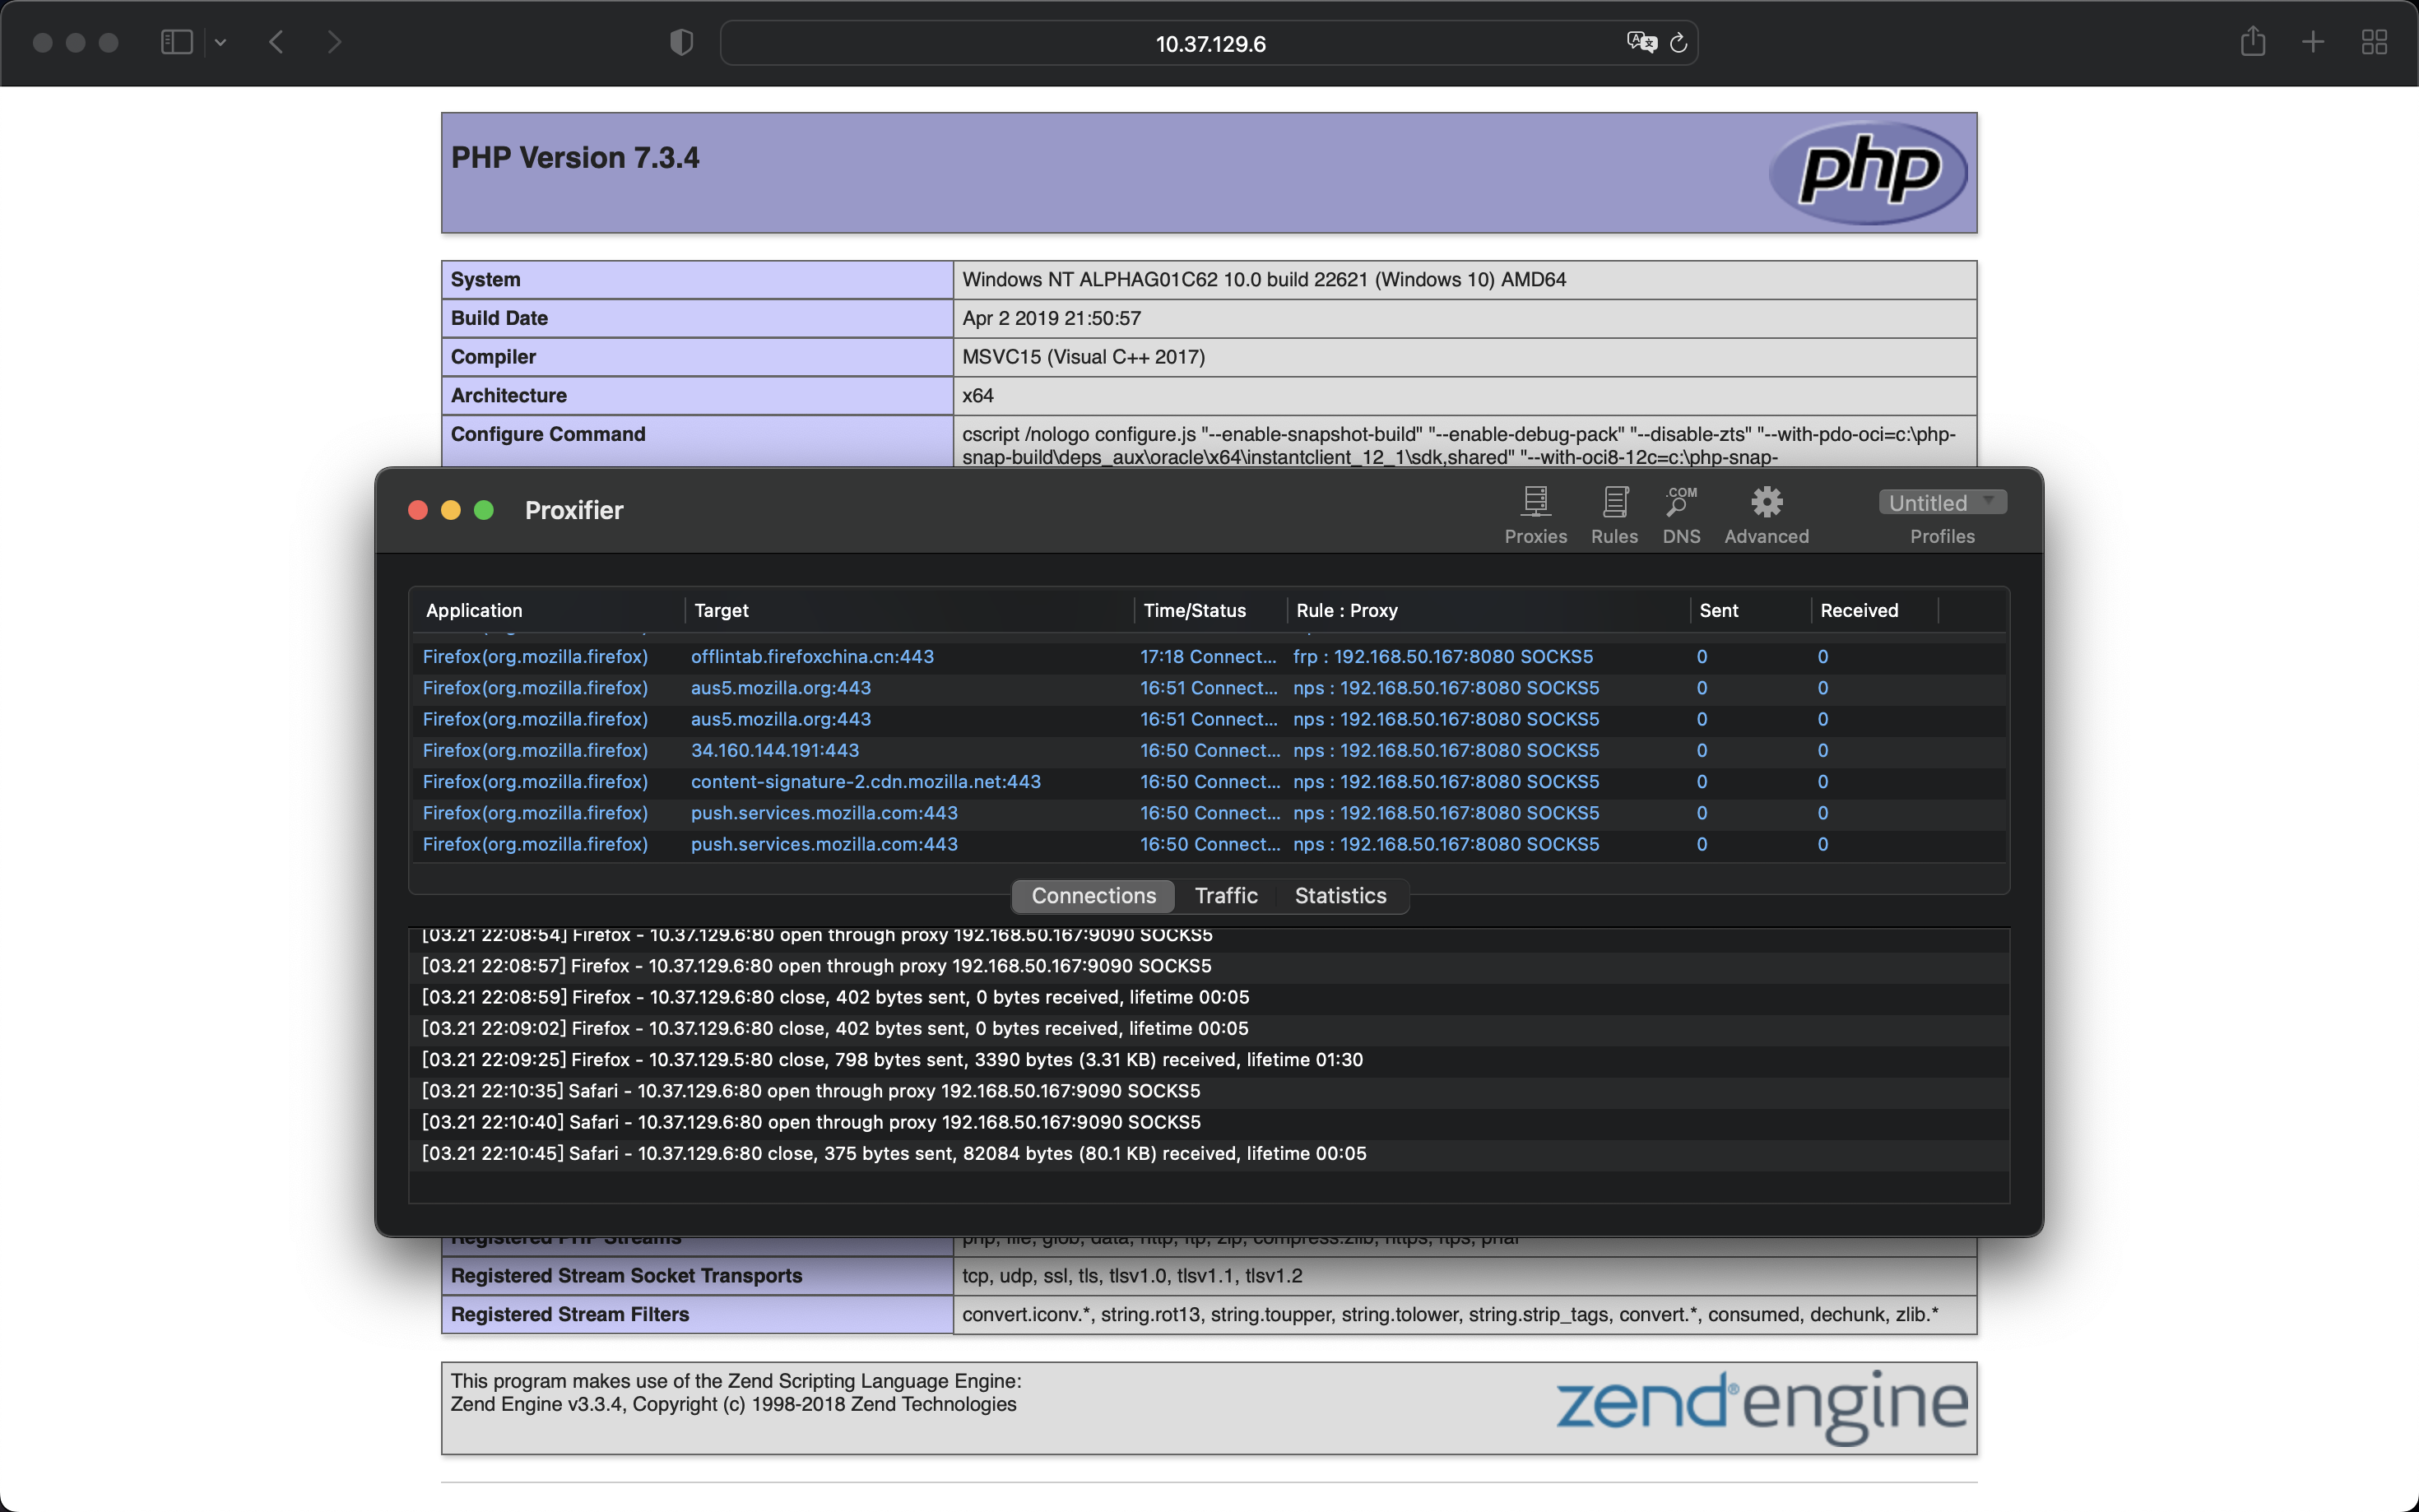 10.37.129.6
PHP Version 7.3.4
php
System Windows NT ALPHAG01C62 10.0 build 22621 (Windows 10) AMD64
Build Date Apr 2 2019 21:50:57
Compiler MSVC15 (Visual C++ 2017)
Architecture x64
Configure Command cscript /nologo configure.js "--enable-snapshot-build" "--enable-debug-pack" "--disable-zts" "--with-pdo-oci=c:\php-
snap-build\deps_aux\oracle\x64\instantclient_12_1\sdk,shared" "--with-oci8-12c=c:\php-snap-
Proxifier
.COM
Untitled
Proxies Rules DNS Advanced Profiles
Application Target Time/Status Rule : Proxy Sent Received
Firefox(org.mozilla.firefox) offlintab.firefoxchina.cn:443 17:18 Connect... frp : 192.168.50.167:8080 SOCKS5 0 0
Firefox(org.mozilla.firefox) aus5.mozilla.org:443 16:51 Connect... nps : 192.168.50.167:8080 SOCKS5 0 0
Firefox(org.mozilla.firefox) aus5.mozilla.org:443 16:51 Connect... nps : 192.168.50.167:8080 SOCKS5 0 0
Firefox(org.mozilla.firefox) 34.160.144.191:443 16:50 Connect... nps : 192.168.50.167:8080 SOCKS5 0 0
Firefox(org.mozilla.firefox) content-signature-2.cdn.mozilla.net:443 16:50 Connect... nps : 192.168.50.167:8080 SOCKS5 0 0
Firefox(org.mozilla.firefox) push.services.mozilla.com:443 16:50 Connect... nps : 192.168.50.167:8080 SOCKS5 0 0
Firefox(org.mozilla.firefox) push.services.mozilla.com:443 16:50 Connect... nps : 192.168.50.167:8080 SOCKS5 0 0
Connections Traffic Statistics
[03.21 22:08:54] Firefox - 10.37.129.6:80 open through proxy 192.168.50.167:9090 SOCKS5
[03.21 22:08:57] Firefox - 10.37.129.6:80 open through proxy 192.168.50.167:9090 SOCKS5
[03.21 22:08:59] Firefox - 10.37.129.6:80 close, 402 bytes sent, 0 bytes received, lifetime 00:05
[03.21 22:09:02] Firefox - 10.37.129.6:80 close, 402 bytes sent, 0 bytes received, lifetime 00:05
[03.21 22:09:25] Firefox - 10.37.129.5:80 close, 798 bytes sent, 3390 bytes (3.31 KB) received, lifetime 01:30
[03.21 22:10:35] Safari - 10.37.129.6:80 open through proxy 192.168.50.167:9090 SOCKS5
[03.21 22:10:40] Safari - 10.37.129.6:80 open through proxy 192.168.50.167:9090 SOCKS5
[03.21 22:10:45] Safari - 10.37.129.6:80 close, 375 bytes sent, 82084 bytes (80.1 KB) received, lifetime 00:05
Registered PHP Streams php, file, glob, data, http, ftp, zip, compress.zlib, https, ftps, phar
Registered Stream Socket Transports tcp, udp, ssl, tls, tlsv1.0, tlsv1.1, tlsv1.2
Registered Stream Filters convert.iconv.*, string.rot13, string.toupper, string.tolower, string.strip_tags, convert.*, consumed, dechunk, zlib.*
This program makes use of the Zend Scripting Language Engine:
Zend Engine v3.3.4, Copyright (c) 1998-2018 Zend Technologies
zend® engine